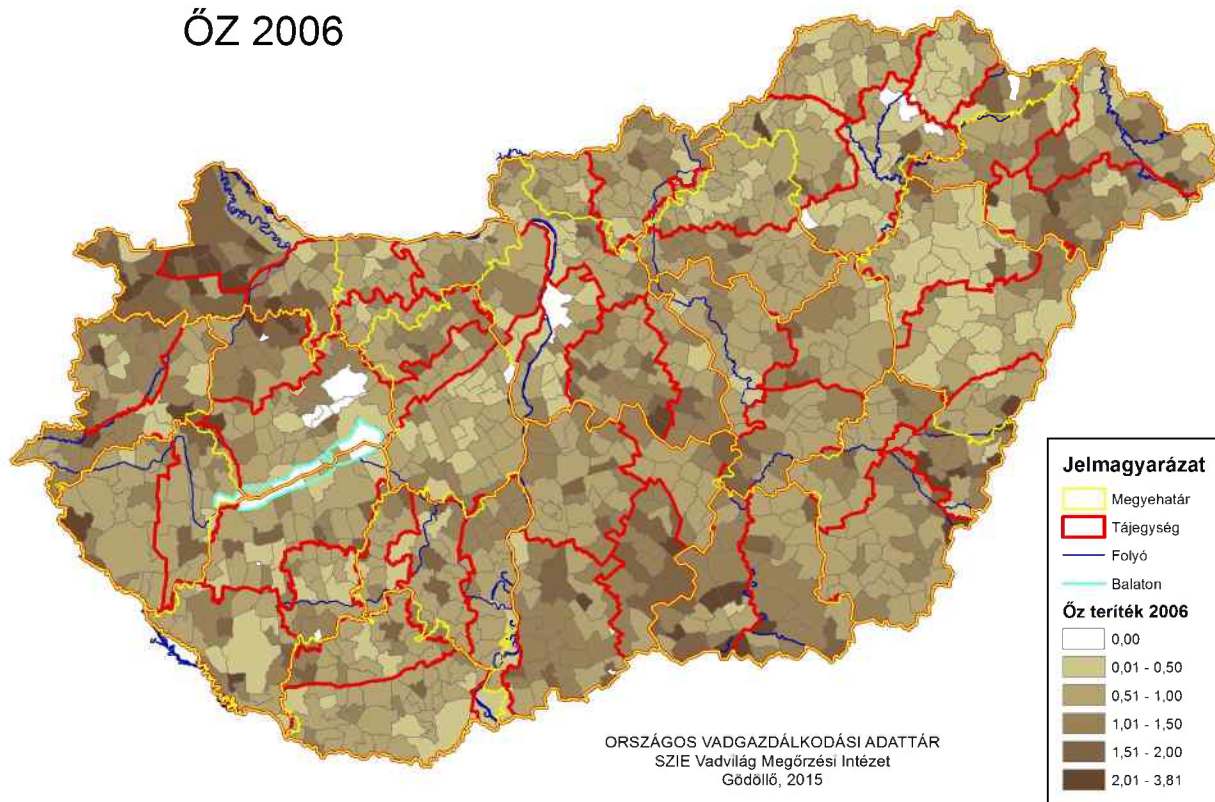 ŐZ 2006
Jelmagyarázat
Megyehatár
Tájegység
Folyó
Balaton
Őz teríték 2006
0,00
0,01 - 0,50
0,51 - 1,00
1,01 - 1,50
1,51 - 2,00
2,01 - 3,81
ORSZÁGOS VADGAZDÁLKODÁSI ADATTÁR
SZIE Vadvilág Megőrzési Intézet
Gödöllő, 2015